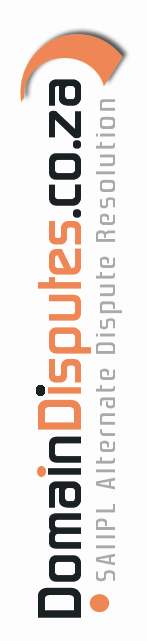 DomainDisputes.co.za
SAIIPL Alternate Dispute Resolution